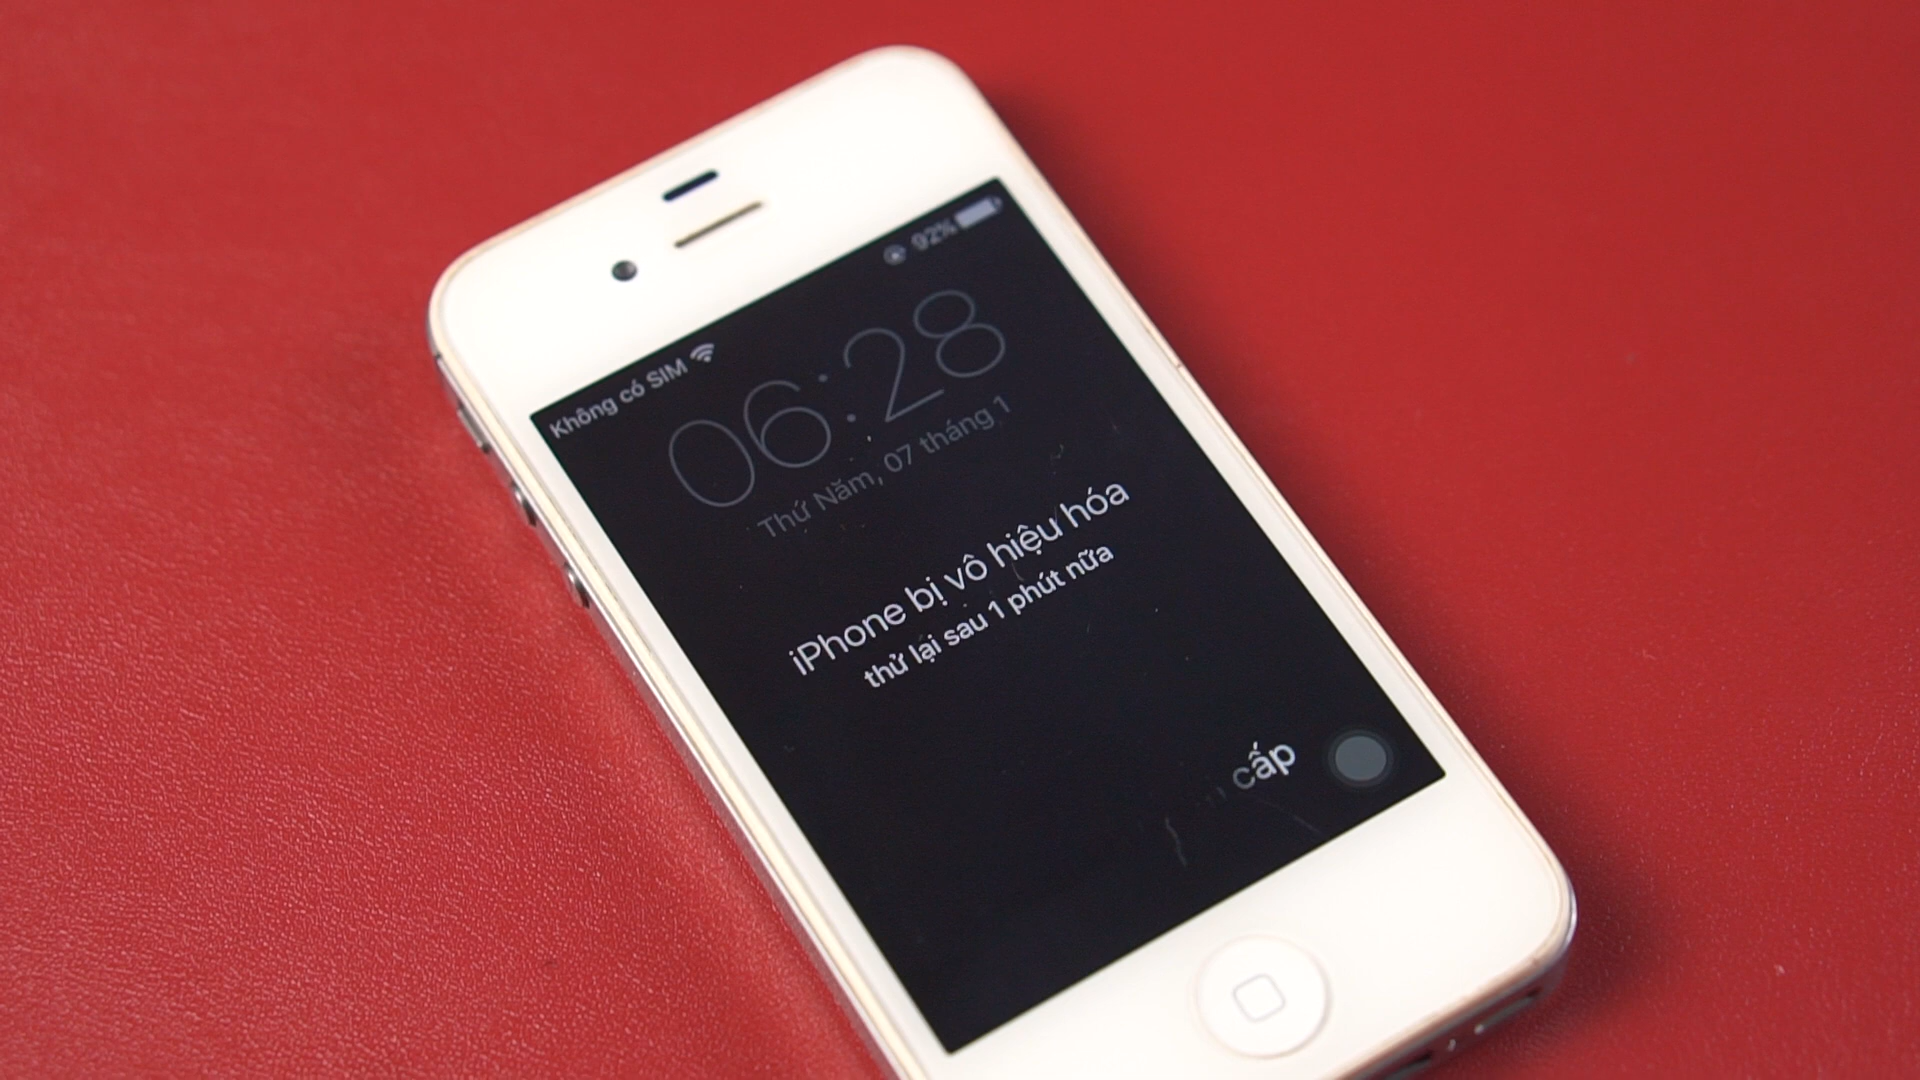 Không có SIM 92%
06:28
Thứ Năm, 07 tháng 1
iPhone bị vô hiệu hóa
thử lại sau 1 phút nữa
cấp